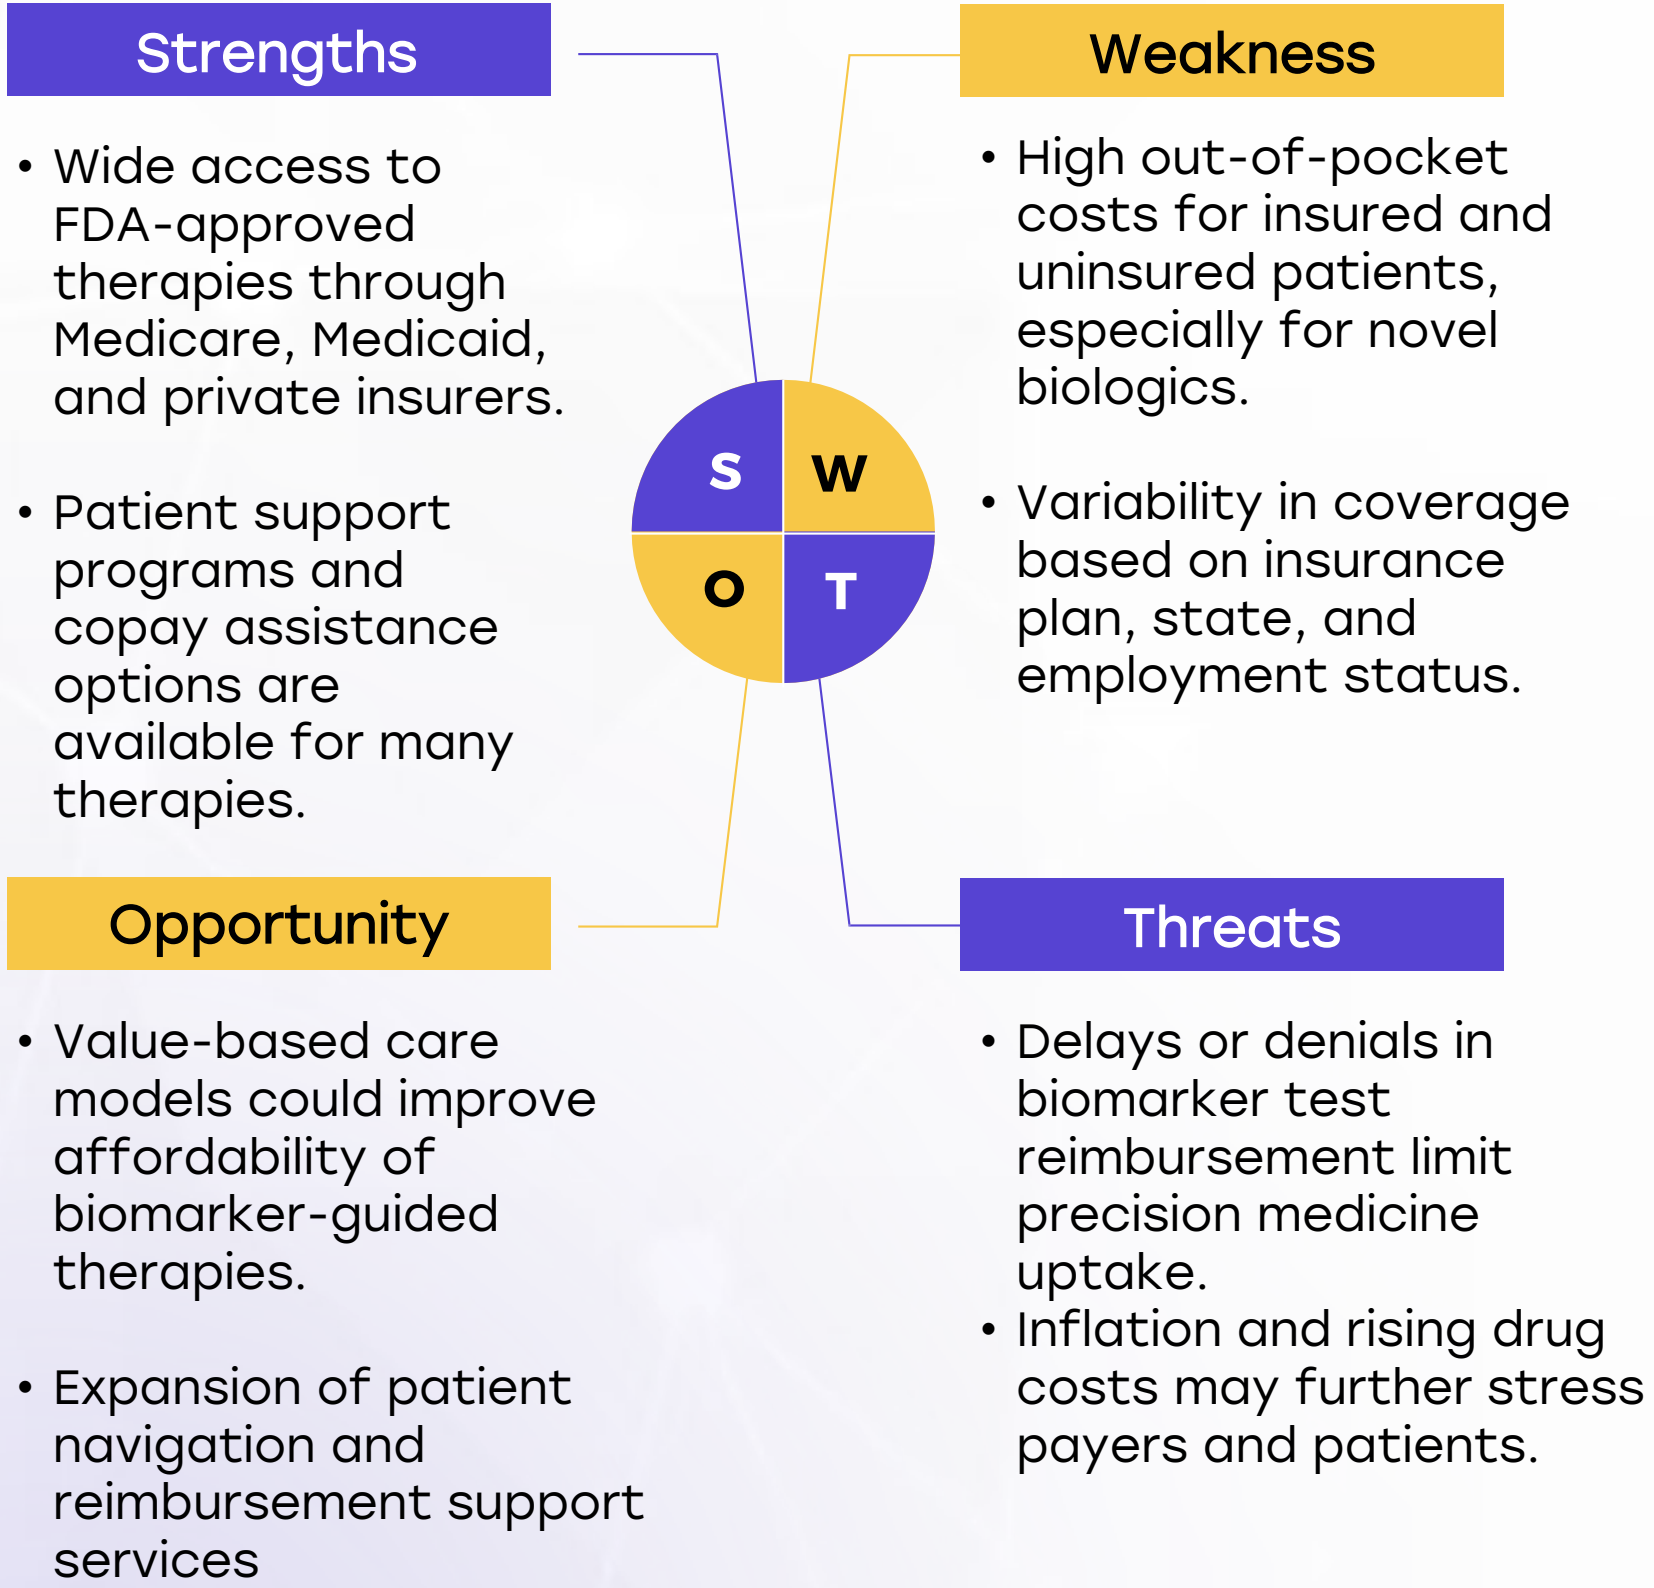 Strengths
• Wide access to
FDA-approved
therapies through
Medicare, Medicaid,
and private insurers.
• Patient support
programs and
copay assistance
options are
available for many
therapies.
Weakness
• High out-of-pocket
costs for insured and
uninsured patients,
especially for novel
biologics.
• Variability in coverage
based on insurance
plan, state, and
employment status.
S
W
O
T
Opportunity
• Value-based care
models could improve
affordability of
biomarker-guided
therapies.
• Expansion of patient
navigation and
reimbursement support
services
Threats
• Delays or denials in
biomarker test
reimbursement limit
precision medicine
uptake.
• Inflation and rising drug
costs may further stress
payers and patients.